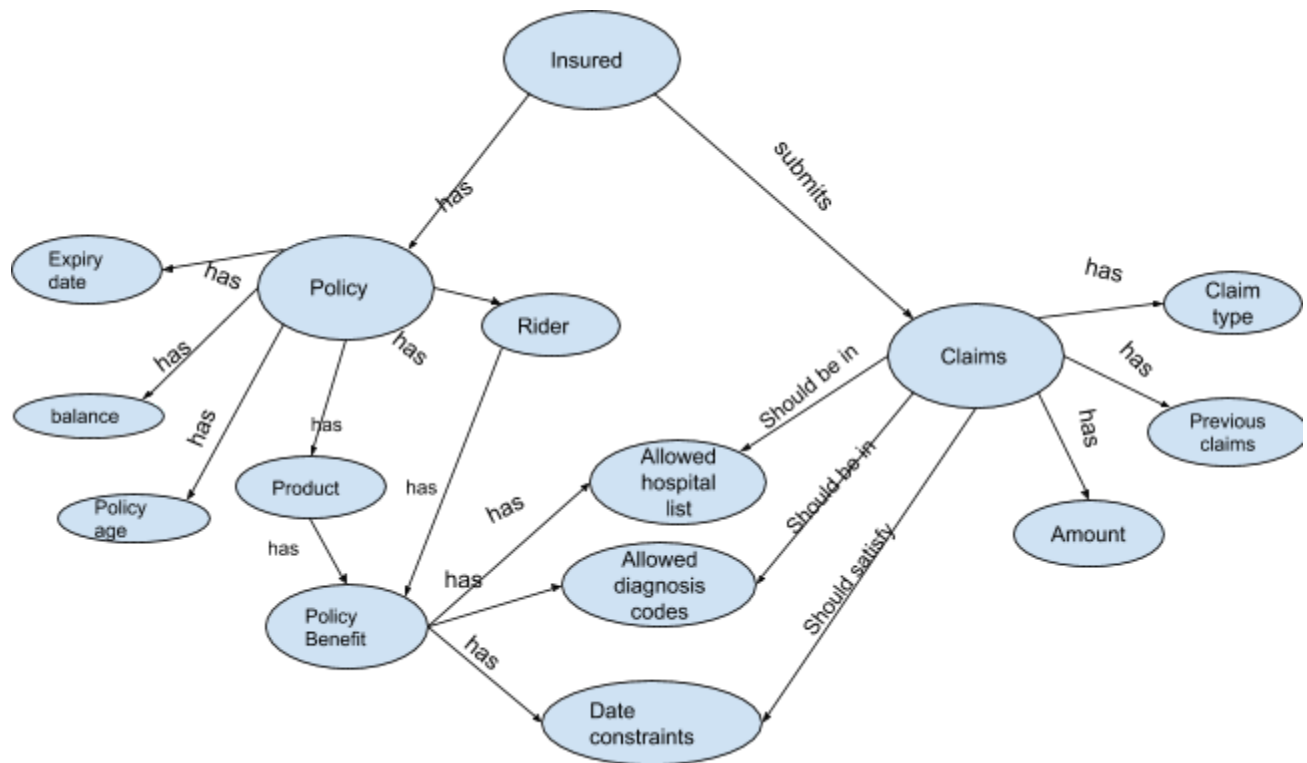 Insured
submits
has
Expiry
date
has
Policy
has
Claim
type
Rider
has
Claims
has
has
Should be in
balance
has
has
has
Previous
claims
Allowed
hospital
list
Product
has
Should be in
has
Policy
age
Amount
has
Allowed
diagnosis
codes
has
Should satisfy
Policy
Benefit
has
Date
constraints